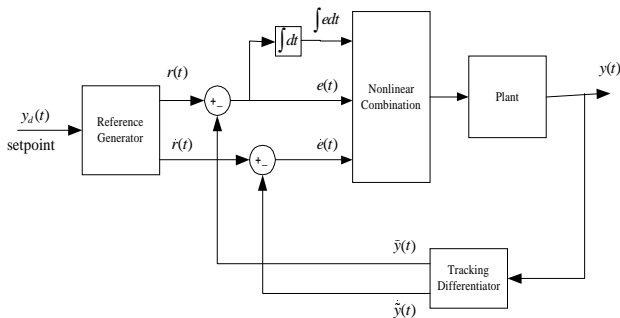 ∫edt
∫dt
r(t)
e(t)
Nonlinear
Combination
Plant
y(t)
y_d(t)
setpoint
Reference
Generator
+
−
ṙ(t)
ė(t)
+
−
ȳ(t)
Tracking
Differentiator